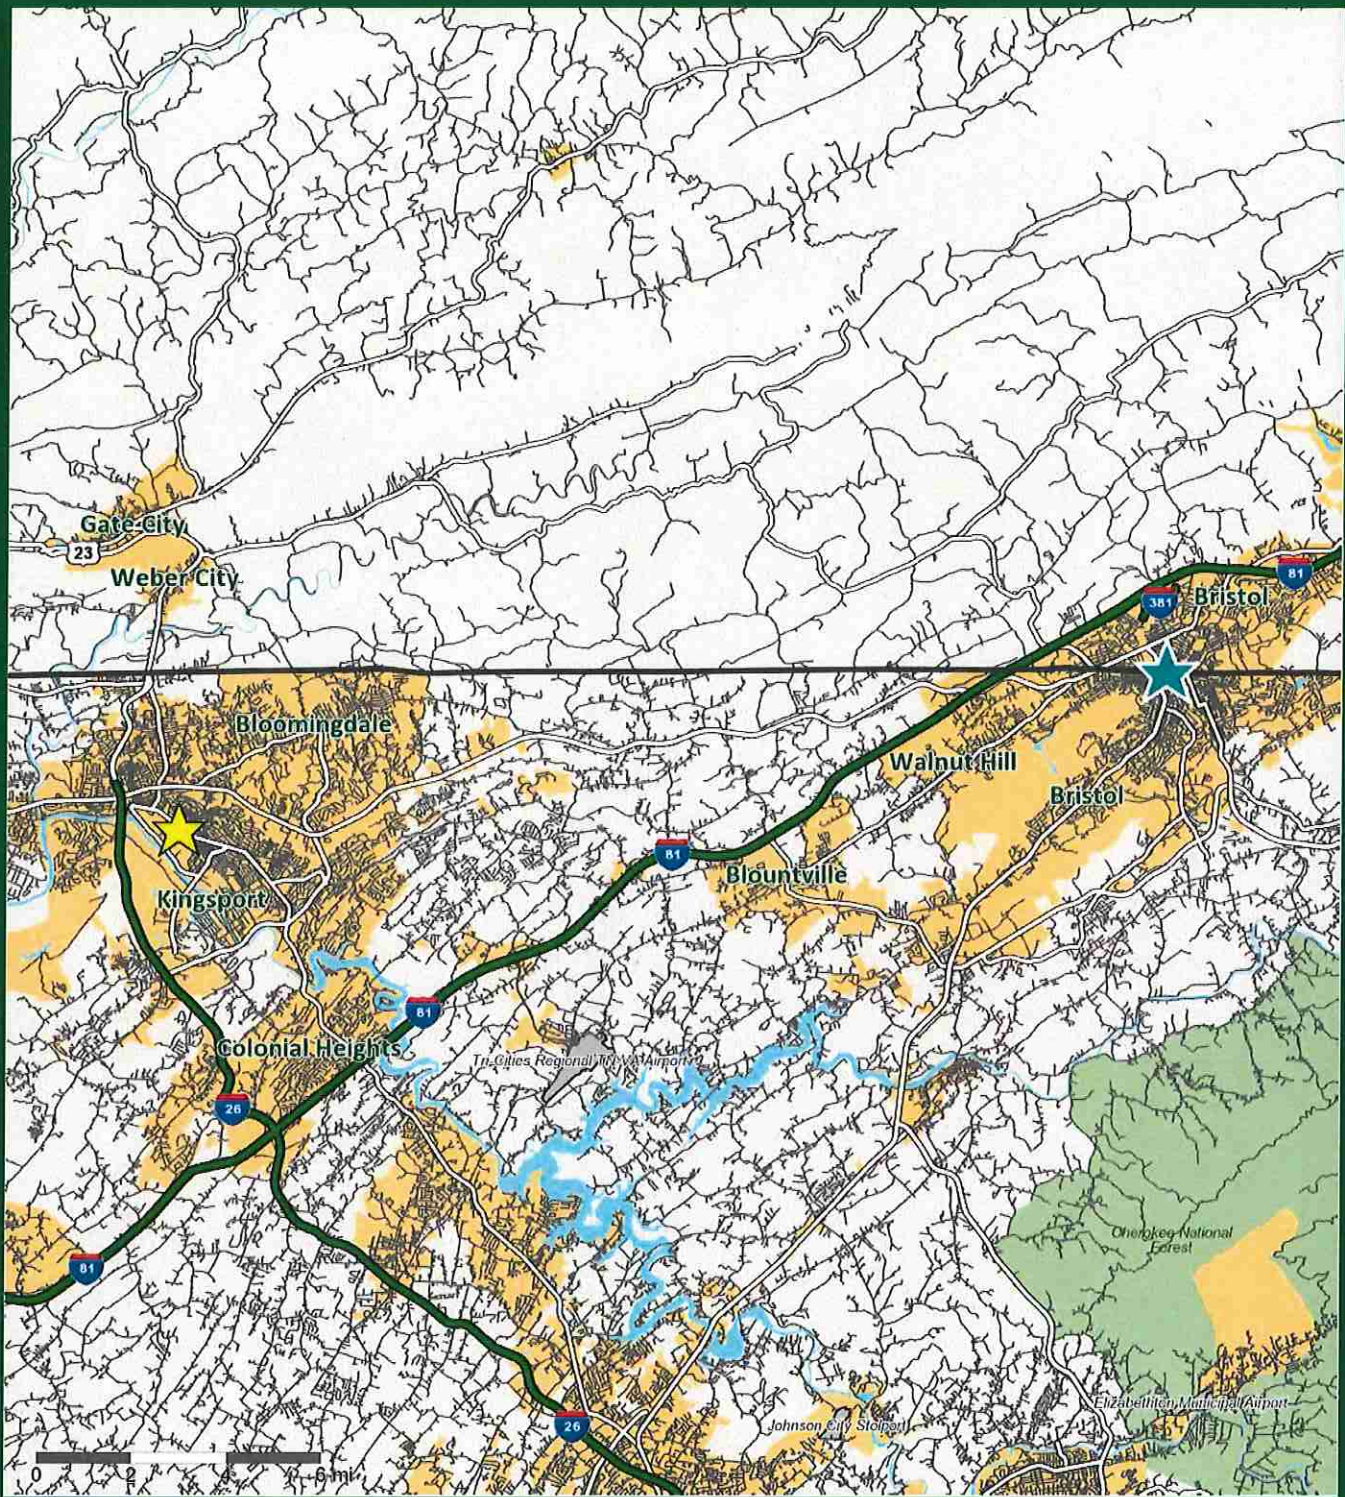 Gate City
23
Weber City
81
381
Bristol
Bloomingdale
Walnut Hill
Bristol
81
Blountville
Kingsport
81
Colonial Heights
Tri-Cities Regional TN-VA Airport
26
Cherokee National
Forest
81
Elizabethton Municipal Airport
26
Johnson City Stolport
0 2 4 6 mi